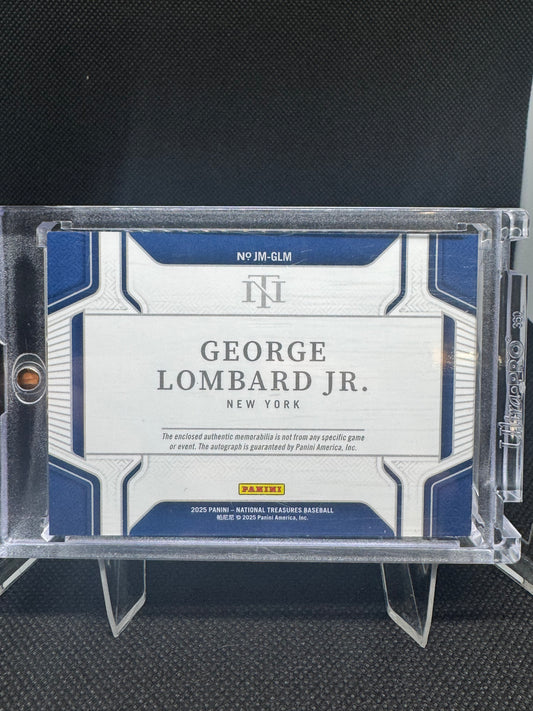 Nº JM-GLM
NT
GEORGE
LOMBARD JR.
NEW YORK
The enclosed authentic memorabilia is not from any specific game
or event. The autograph is guaranteed by Panini America, Inc.
PANINI
2025 PANINI – NATIONAL TREASURES BASEBALL
帕尼尼 © 2025 Panini America, Inc.
UltraPRO